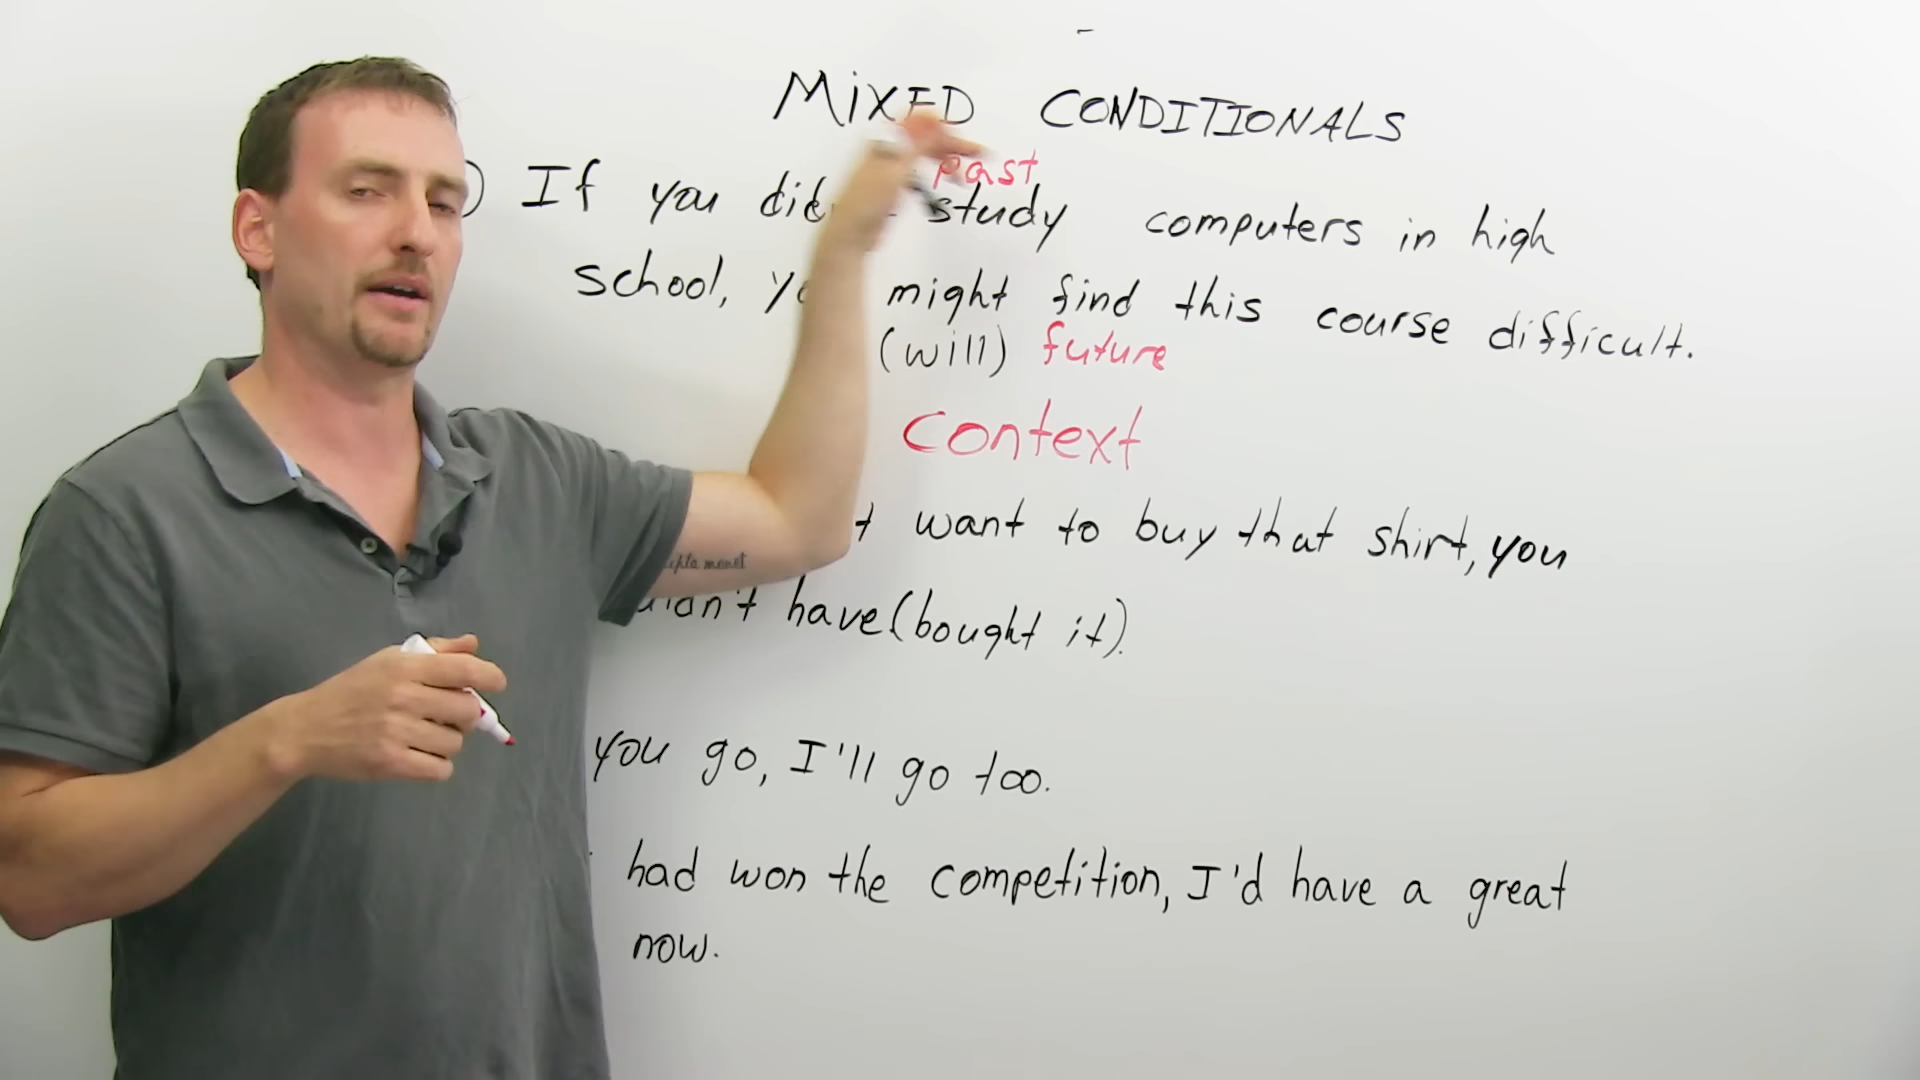 MIXED CONDITIONALS
past
) If you did study computers in high
school, might find this course difficult.
(will) future
context
want to buy that shirt, you
have (bought it).
you go, I'll go too.
had won the competition, I'd have a great
now.